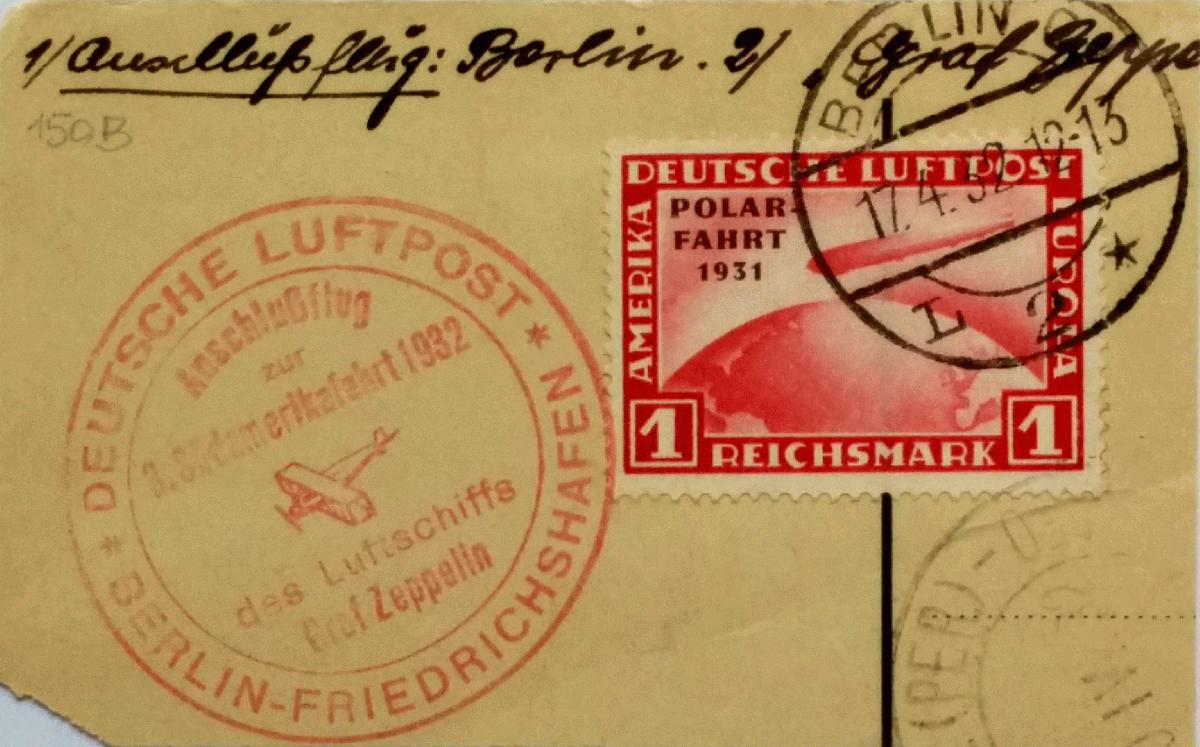 1/ Anschlußflug: Berlin. 2/ "Graf Zeppe
150B
BERLIN
17.4.32.12-13
L 2 *
DEUTSCHE LUFTPOST
AMERIKA
EUROPA
POLAR-
FAHRT
1931
1 REICHSMARK 1
* DEUTSCHE LUFTPOST *
Anschlußflug
zur
3. Südamerikafahrt 1932
des Luftschiffs
Graf Zeppelin
BERLIN-FRIEDRICHSHAFEN